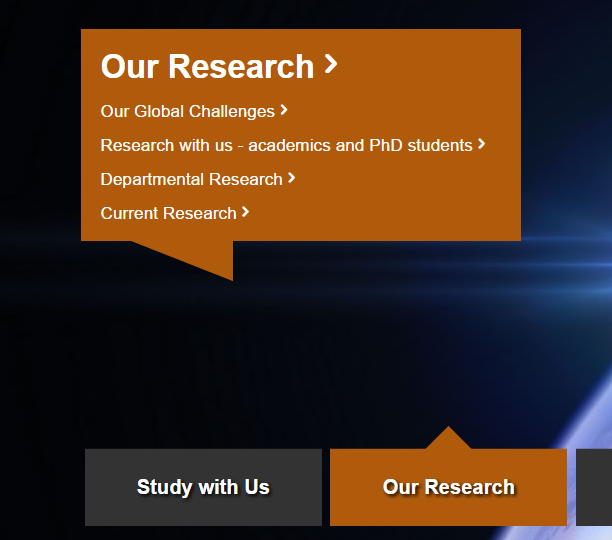 Our Research
Our Global Challenges
Research with us - academics and PhD students
Departmental Research
Current Research
Study with Us
Our Research